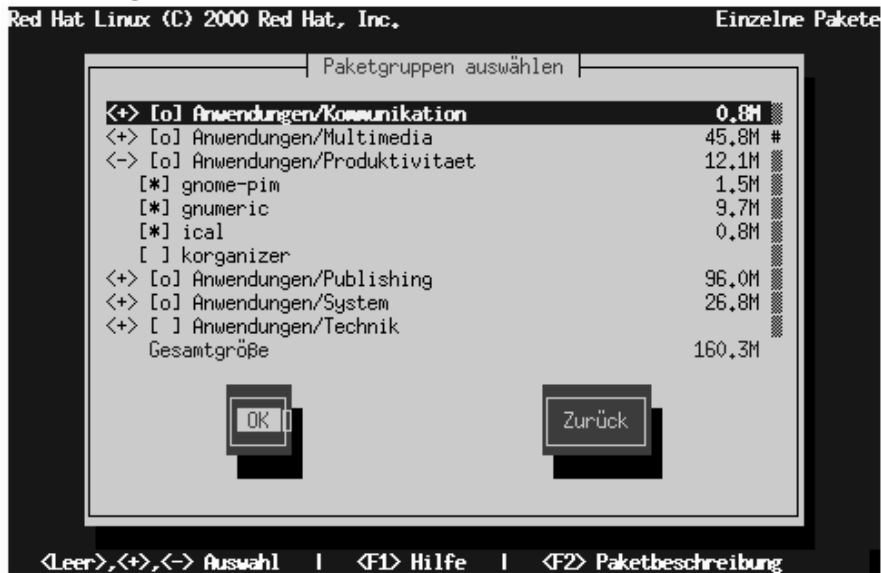 Red Hat Linux (C) 2000 Red Hat, Inc. Einzelne Pakete
Paketgruppen auswählen
<+> [o] Anwendungen/Kommunikation 0.8M
<+> [o] Anwendungen/Multimedia 45.8M #
<-> [o] Anwendungen/Produktivitaet 12.1M
[*] gnome-pim 1.5M
[*] gnumeric 9.7M
[*] ical 0.8M
[ ] korganizer
<+> [o] Anwendungen/Publishing 96.0M
<+> [o] Anwendungen/System 26.8M
<+> [ ] Anwendungen/Technik
Gesamtgröße 160.3M
OK Zurück
<Leer>,<+>,<-> Auswahl | <F1> Hilfe | <F2> Paketbeschreibung